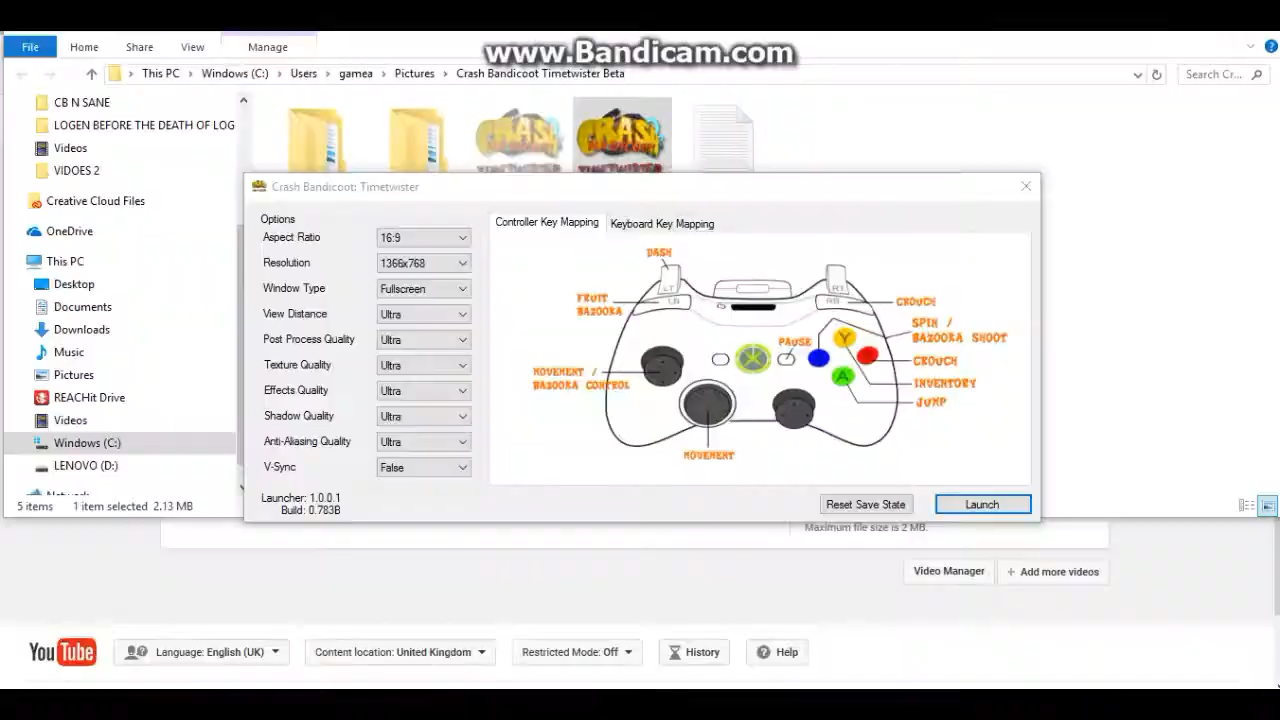 www.Bandicam.com
File Home Share View Manage
This PC Windows (C:) Users gamea Pictures Crash Bandicoot Timetwister Beta Search Cr...
CB N SANE
LOGEN BEFORE THE DEATH OF LOG
Videos
VIDOES 2
Creative Cloud Files
OneDrive
This PC
Desktop
Documents
Downloads
Music
Pictures
REACHit Drive
Videos
Windows (C:)
LENOVO (D:)
5 items 1 item selected 2.13 MB
CRASH
Crash Bandicoot: Timetwister
Options
Aspect Ratio 16:9
Resolution 1366x768
Window Type Fullscreen
View Distance Ultra
Post Process Quality Ultra
Texture Quality Ultra
Effects Quality Ultra
Shadow Quality Ultra
Anti-Aliasing Quality Ultra
V-Sync False
Launcher: 1.0.0.1
Build: 0.783B
Controller Key Mapping Keyboard Key Mapping
DASH
LT RT
FRUIT
BAZOOKA
LB RB
CROUCH
SPIN /
BAZOOKA SHOOT
PAUSE
Y
CROUCH
MOVEMENT /
BAZOOKA CONTROL
A
INVENTORY
JUMP
MOVEMENT
Reset Save State Launch
Maximum file size is 2 MB.
Video Manager + Add more videos
YouTube Language: English (UK) Content location: United Kingdom Restricted Mode: Off History Help